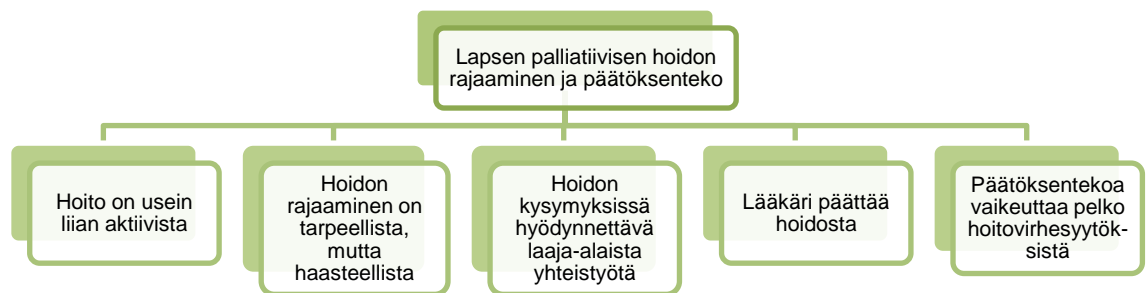 Lapsen palliatiivisen hoidon
rajaaminen ja päätöksenteko
Hoito on usein
liian aktiivista
Hoidon
rajaaminen on
tarpeellista,
mutta
haasteellista
Hoidon
kysymyksissä
hyödynnettävä
laaja-alaista
yhteistyötä
Lääkäri päättää
hoidosta
Päätöksentekoa
vaikeuttaa pelko
hoitovirhesyytök-
sistä